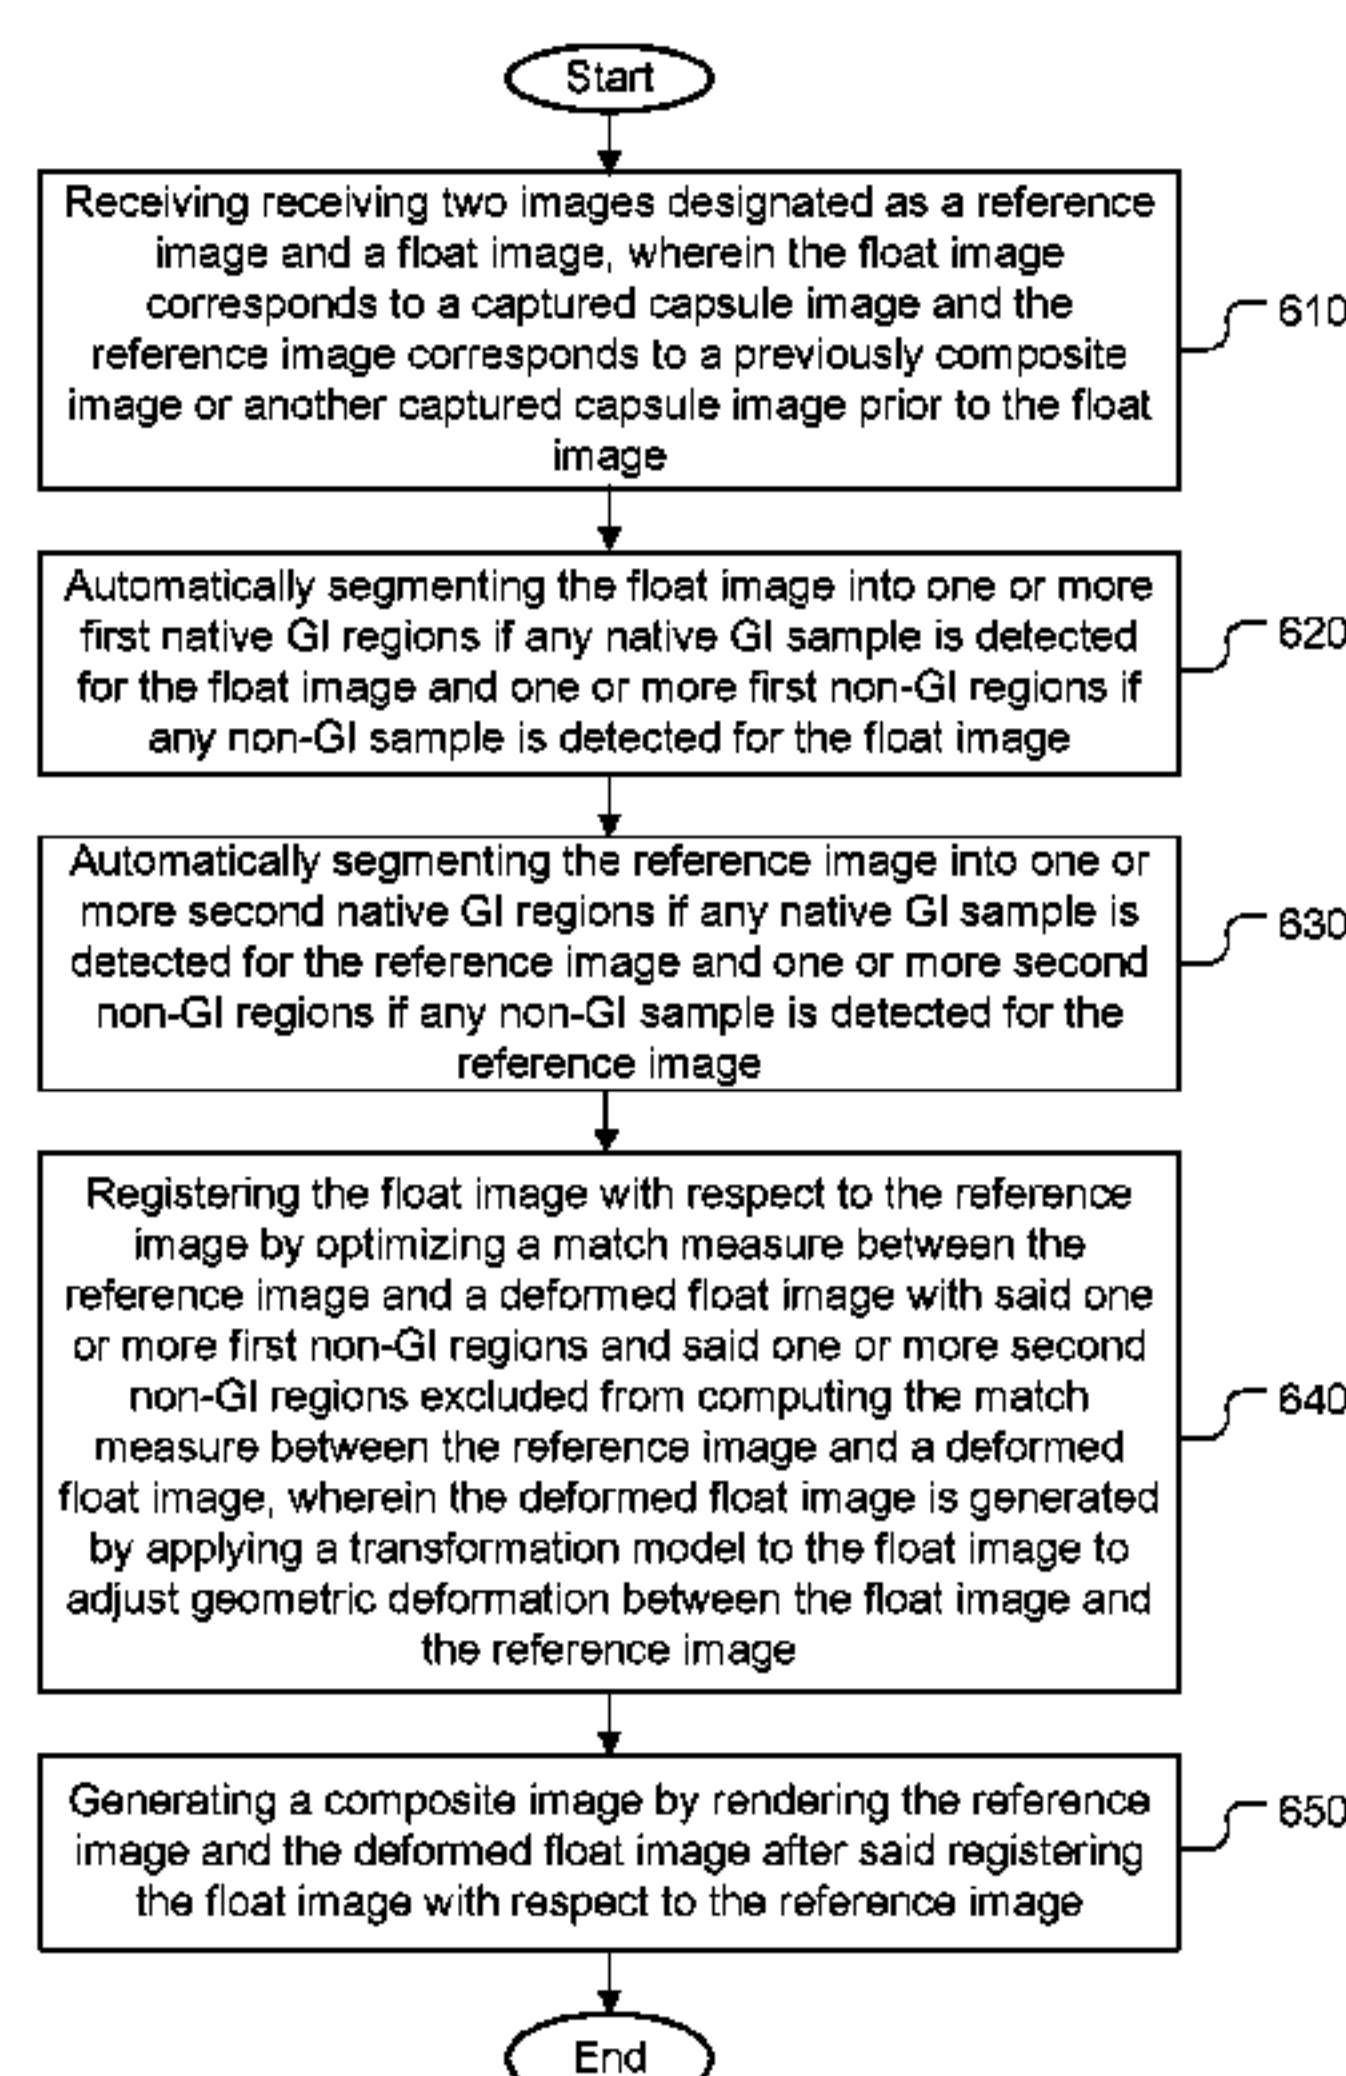 Start
Receiving receiving two images designated as a reference
image and a float image, wherein the float image
corresponds to a captured capsule image and the
reference image corresponds to a previously composite
image or another captured capsule image prior to the float
image
610
Automatically segmenting the float image into one or more
first native GI regions if any native GI sample is detected
for the float image and one or more first non-GI regions if
any non-GI sample is detected for the float image
620
Automatically segmenting the reference image into one or
more second native GI regions if any native GI sample is
detected for the reference image and one or more second
non-GI regions if any non-GI sample is detected for the
reference image
630
Registering the float image with respect to the reference
image by optimizing a match measure between the
reference image and a deformed float image with said one
or more first non-GI regions and said one or more second
non-GI regions excluded from computing the match
measure between the reference image and a deformed
float image, wherein the deformed float image is generated
by applying a transformation model to the float image to
adjust geometric deformation between the float image and
the reference image
640
Generating a composite image by rendering the reference
image and the deformed float image after said registering
the float image with respect to the reference image
650
End